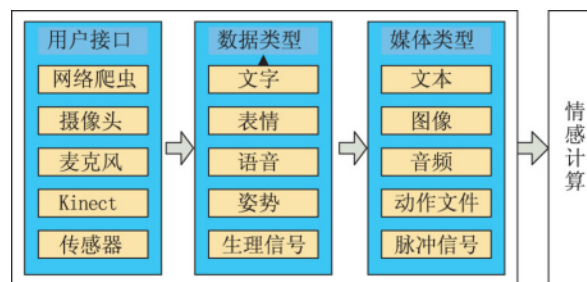 用户接口
网络爬虫
摄像头
麦克风
Kinect
传感器
数据类型
文字
表情
语音
姿势
生理信号
媒体类型
文本
图像
音频
动作文件
脉冲信号
情感计算